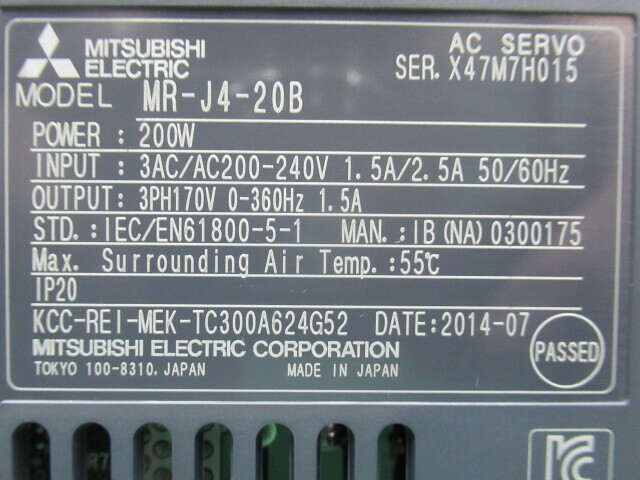 MITSUBISHI ELECTRIC
AC SERVO
SER. X47M7H015
MODEL MR-J4-20B
POWER : 200W
INPUT : 3AC/AC200-240V 1.5A/2.5A 50/60Hz
OUTPUT: 3PH170V 0-360Hz 1.5A
STD.:IEC/EN61800-5-1 MAN.:IB(NA)0300175
Max. Surrounding Air Temp.:55℃
IP20
KCC-REI-MEK-TC300A624G52 DATE:2014-07
MITSUBISHI ELECTRIC CORPORATION
TOKYO 100-8310, JAPAN MADE IN JAPAN
PASSED